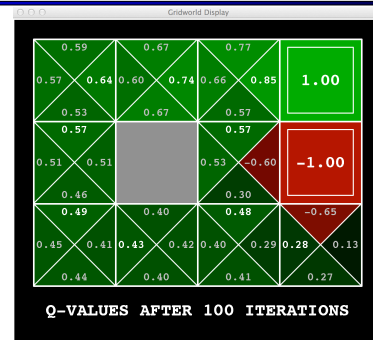 Gridworld Display
0.59 0.67 0.77
0.57 0.64 0.60 0.74 0.66 0.85 1.00
0.53 0.67 0.57
0.57 0.57
0.51 0.51 0.53 -0.60 -1.00
0.46 0.30
0.49 0.40 0.48 -0.65
0.45 0.41 0.43 0.42 0.40 0.29 0.28 0.13
0.44 0.40 0.41 0.27
Q-VALUES AFTER 100 ITERATIONS